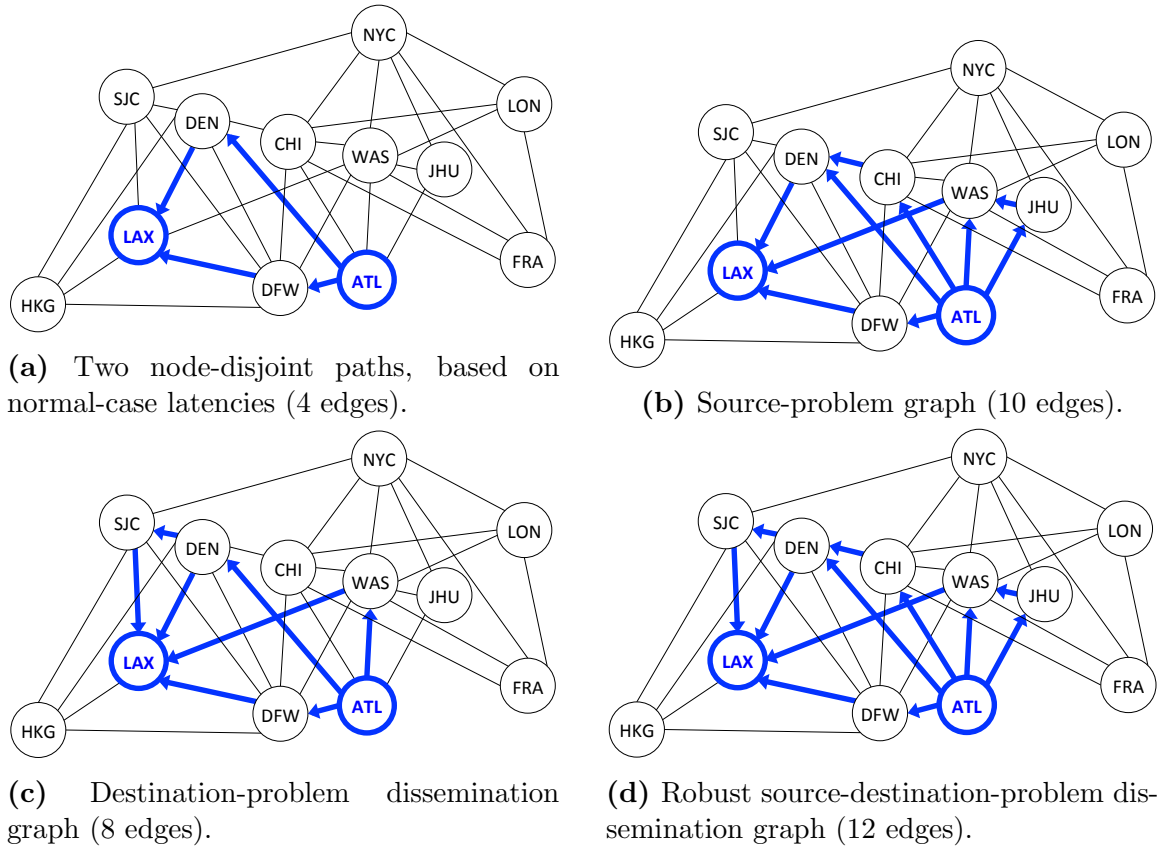 NYC
SJC
LON
DEN
CHI
WAS
JHU
LAX
FRA
DFW
ATL
HKG
(a) Two node-disjoint paths, based on
normal-case latencies (4 edges).
NYC
SJC
LON
DEN
CHI
WAS
JHU
LAX
FRA
DFW
ATL
HKG
(b) Source-problem graph (10 edges).
NYC
SJC
LON
DEN
CHI
WAS
JHU
LAX
FRA
DFW
ATL
HKG
(c) Destination-problem dissemination
graph (8 edges).
NYC
SJC
LON
DEN
CHI
WAS
JHU
LAX
FRA
DFW
ATL
HKG
(d) Robust source-destination-problem dis-
semination graph (12 edges).